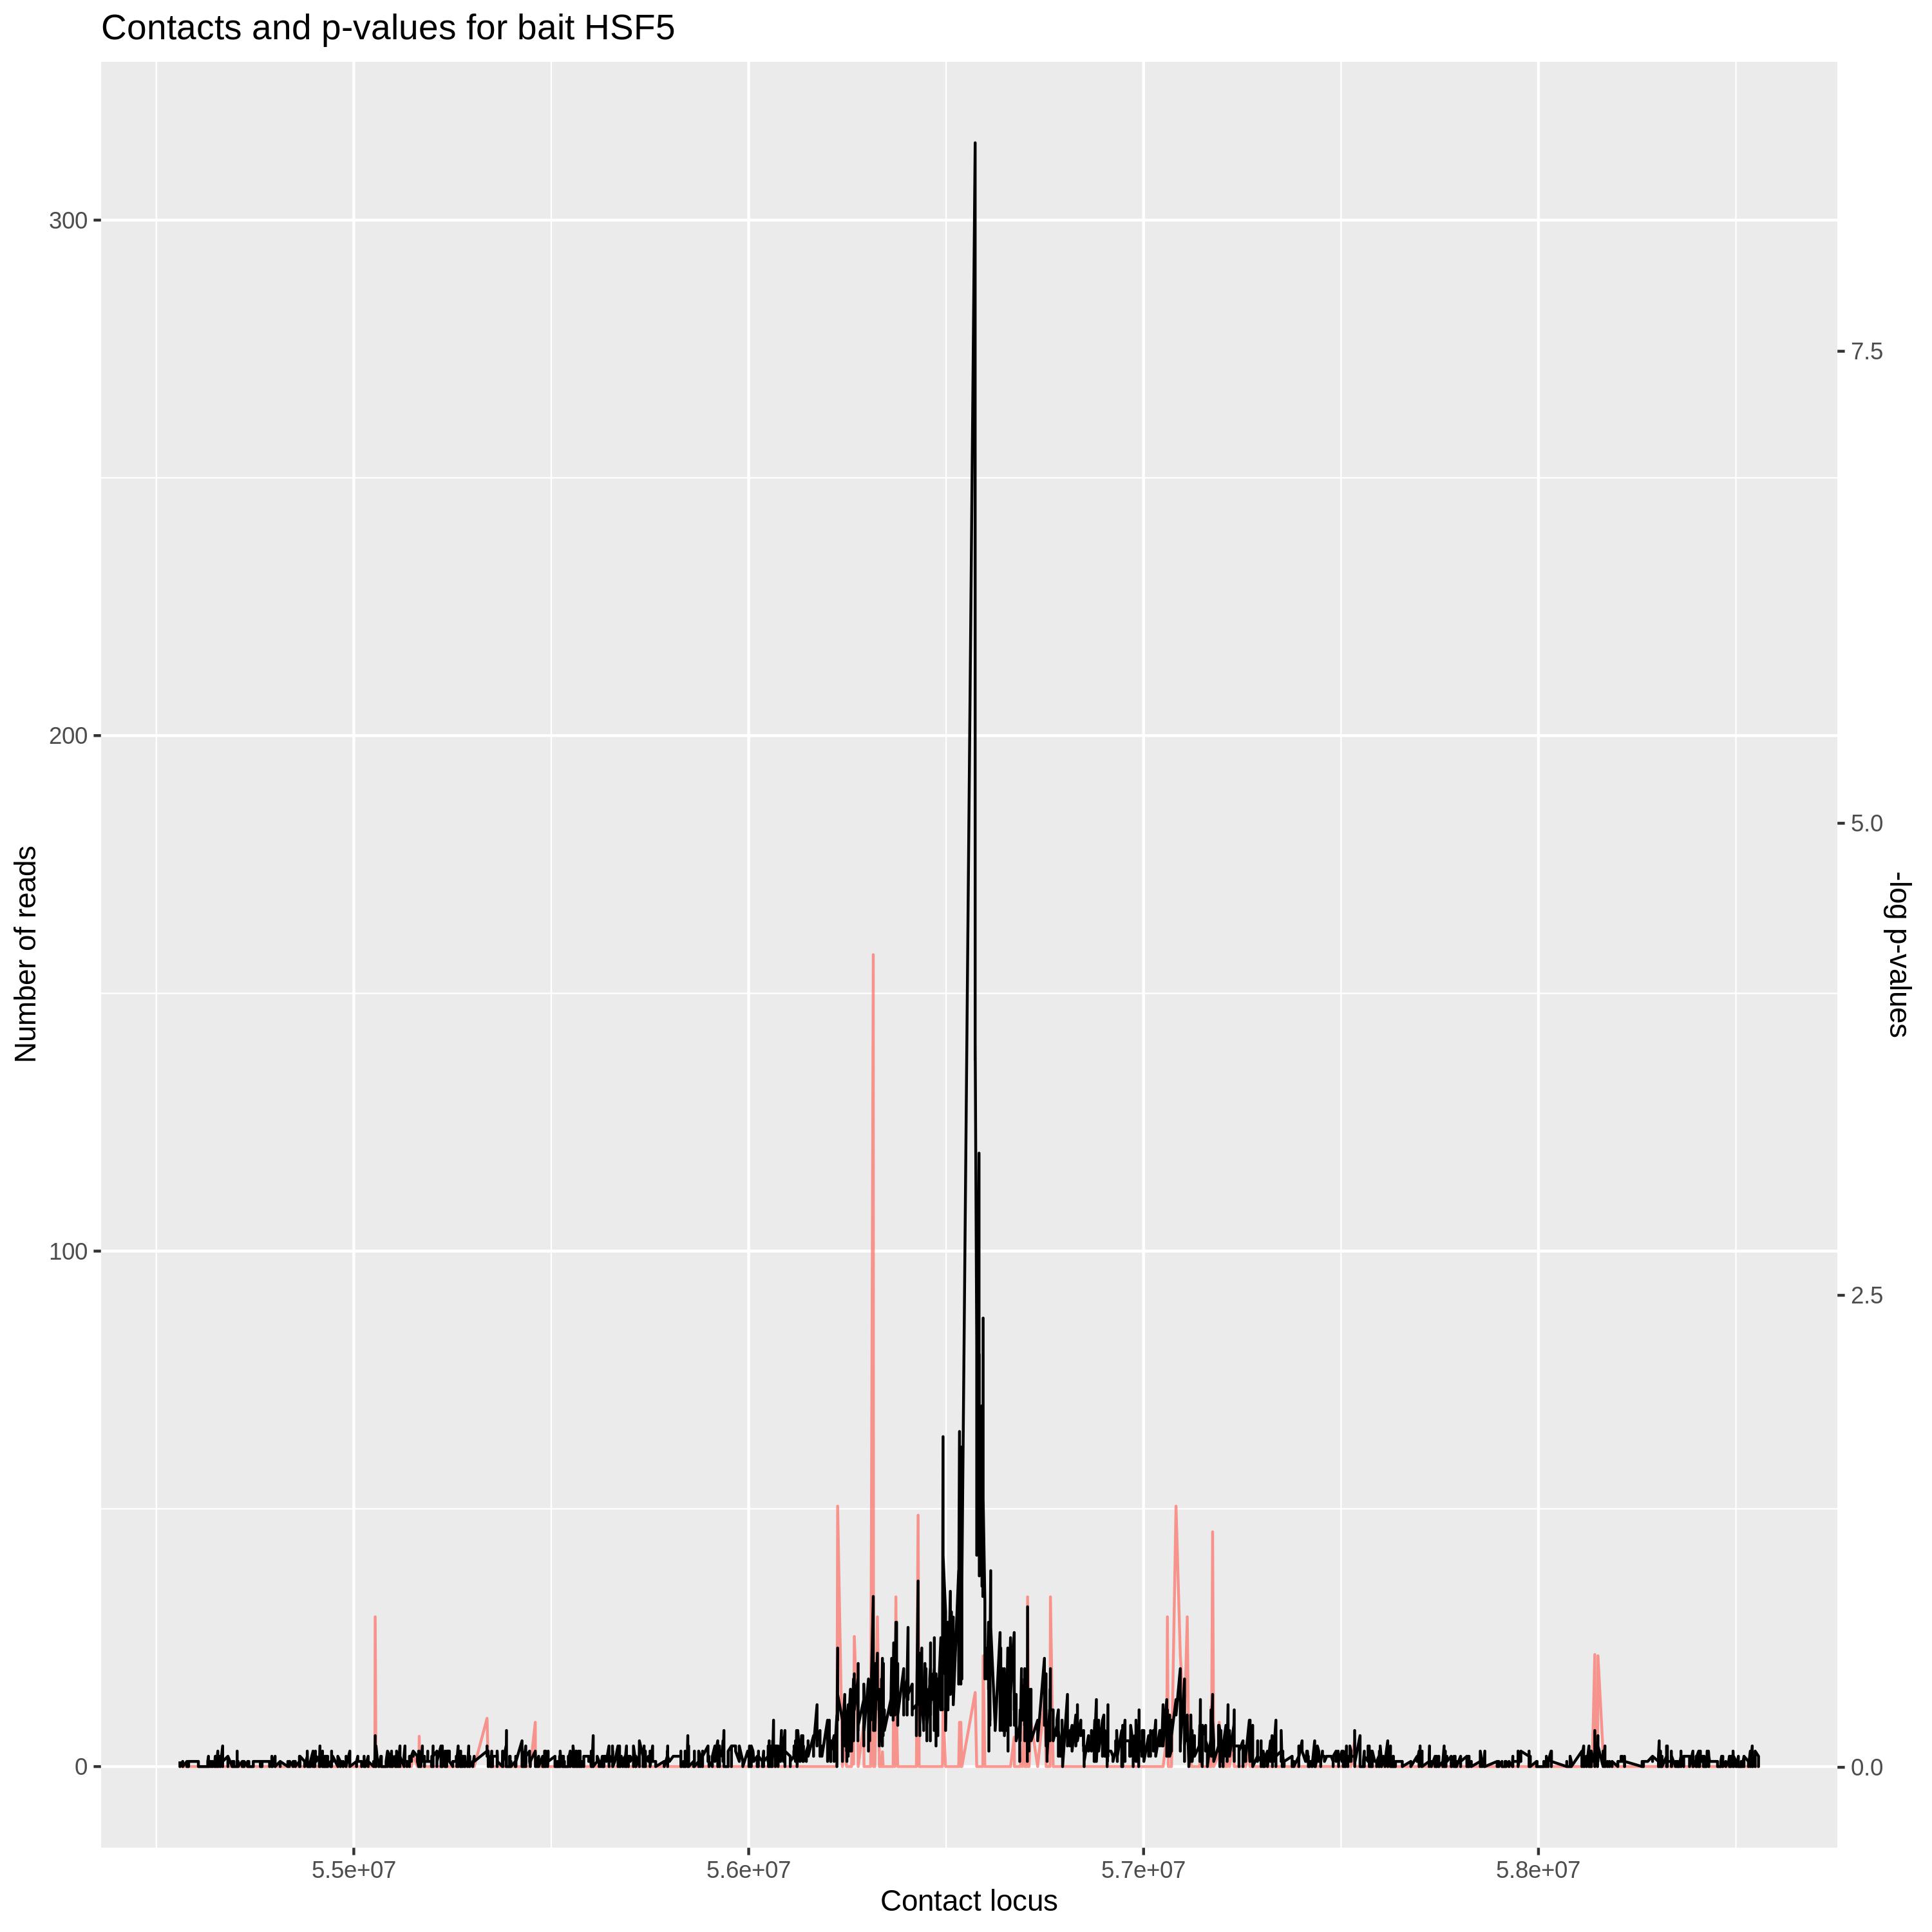 Contacts and p-values for bait HSF5
Number of reads
300
200
100
0
7.5
5.0
2.5
0.0
-log p-values
5.5e+07
5.6e+07
5.7e+07
5.8e+07
Contact locus